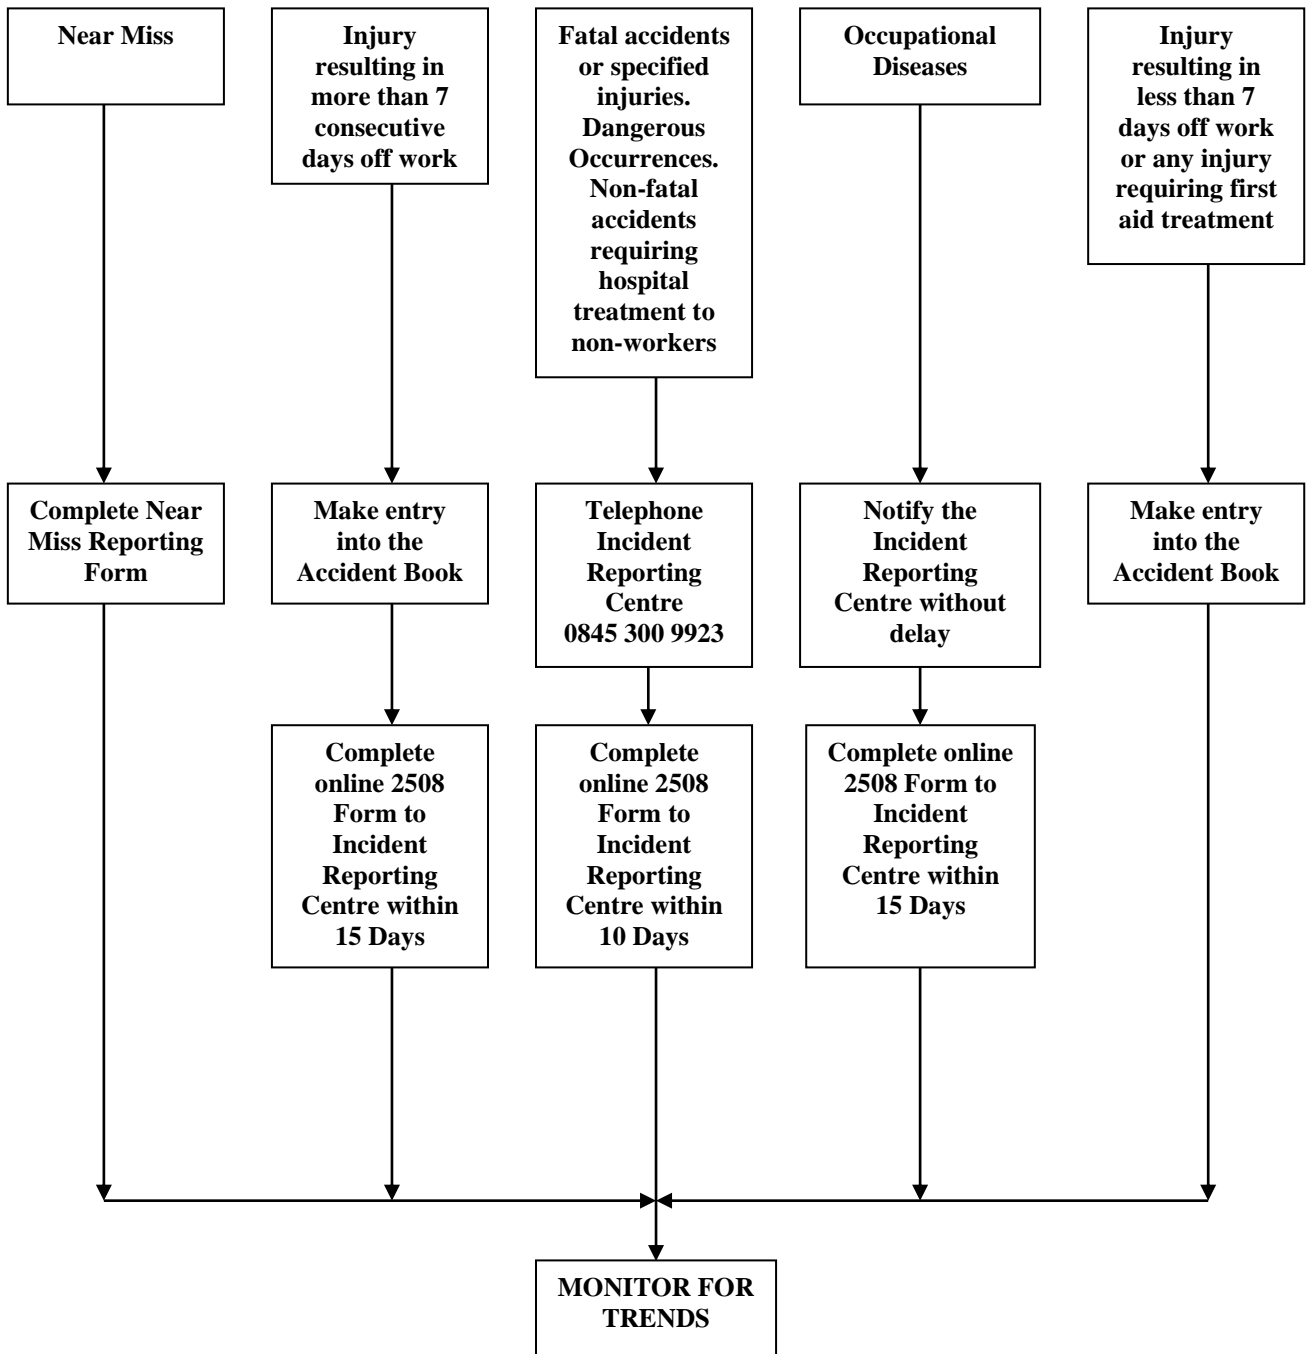 Near Miss
Injury
resulting in
more than 7
consecutive
days off work
Fatal accidents
or specified
injuries.
Dangerous
Occurrences.
Non-fatal
accidents
requiring
hospital
treatment to
non-workers
Occupational
Diseases
Injury
resulting in
less than 7
days off work
or any injury
requiring first
aid treatment
Complete Near
Miss Reporting
Form
Make entry
into the
Accident Book
Telephone
Incident
Reporting
Centre
0845 300 9923
Notify the
Incident
Reporting
Centre without
delay
Make entry
into the
Accident Book
Complete
online 2508
Form to
Incident
Reporting
Centre within
15 Days
Complete
online 2508
Form to
Incident
Reporting
Centre within
10 Days
Complete online
2508 Form to
Incident
Reporting
Centre within
15 Days
MONITOR FOR
TRENDS